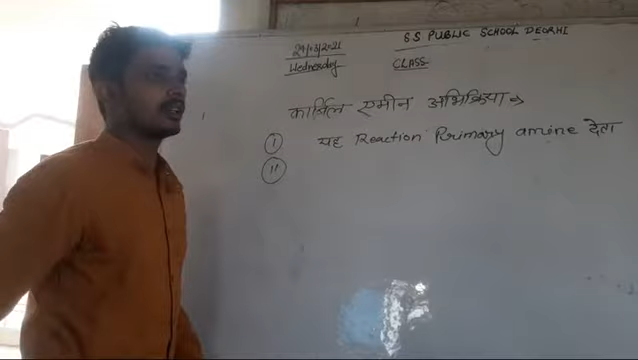 S S PUBLIC SCHOOL DEORHI
Wednesday
CLASS
कार्बिल एमीन अभिक्रिया ⇒
(i) यह Reaction Primary amine देता
(ii)